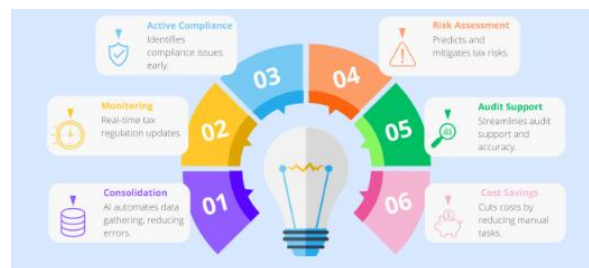 Active Compliance
Identifies
compliance issues
early.
03
04
Risk Assessment
Predicts and
mitigates tax risks.
Monitoring
Real-time tax
regulation updates.
02
05
Audit Support
Streamlines audit
support and
accuracy.
Consolidation
AI automates data
gathering, reducing
errors.
01
06
Cost Savings
Cuts costs by
reducing manual
tasks.